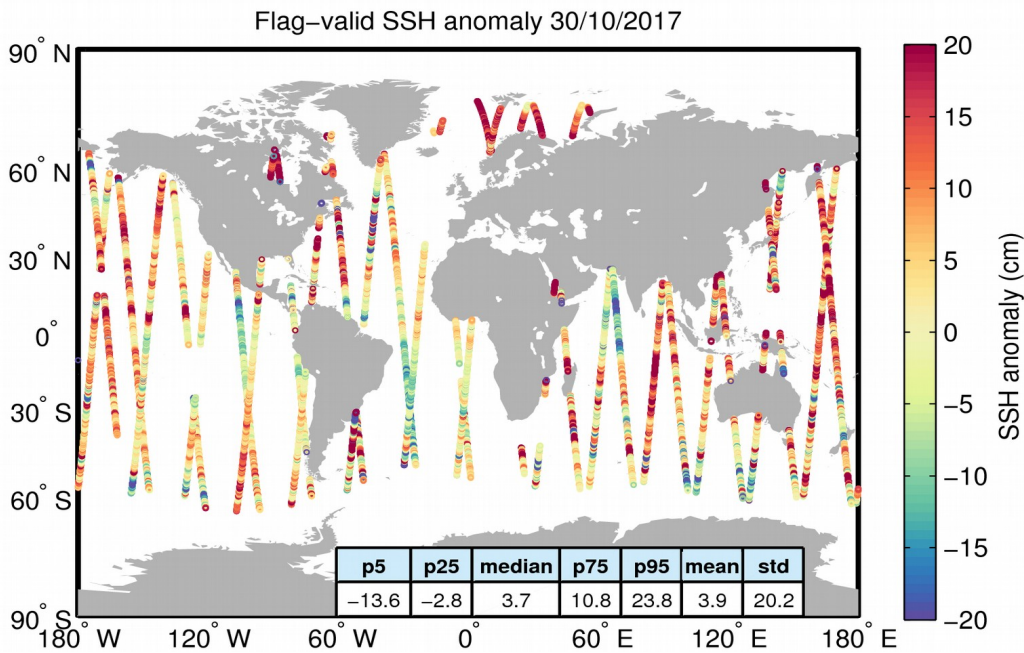 Flag−valid SSH anomaly 30/10/2017
90° N
60° N
30° N
0°
30° S
60° S
90° S
180° W
120° W
60° W
0°
60° E
120° E
180° E
p5 p25 median p75 p95 mean std
−13.6 −2.8 3.7 10.8 23.8 3.9 20.2
20
15
10
5
0
−5
−10
−15
−20
SSH anomaly (cm)